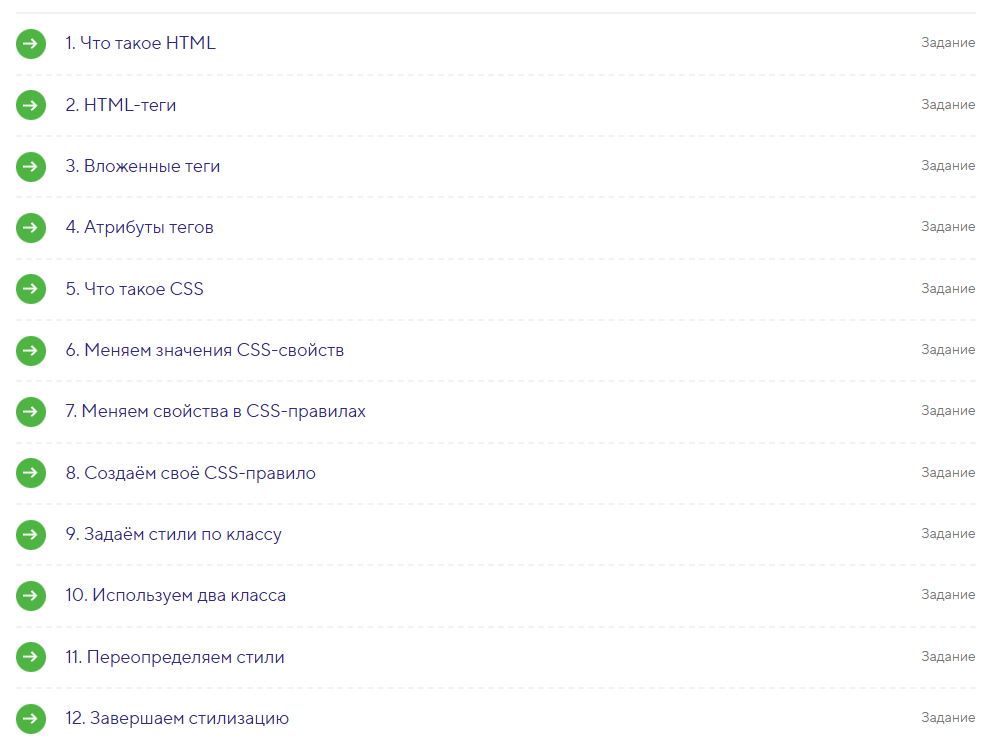 1. Что такое HTML Задание
2. HTML-теги Задание
3. Вложенные теги Задание
4. Атрибуты тегов Задание
5. Что такое CSS Задание
6. Меняем значения CSS-свойств Задание
7. Меняем свойства в CSS-правилах Задание
8. Создаём своё CSS-правило Задание
9. Задаём стили по классу Задание
10. Используем два класса Задание
11. Переопределяем стили Задание
12. Завершаем стилизацию Задание